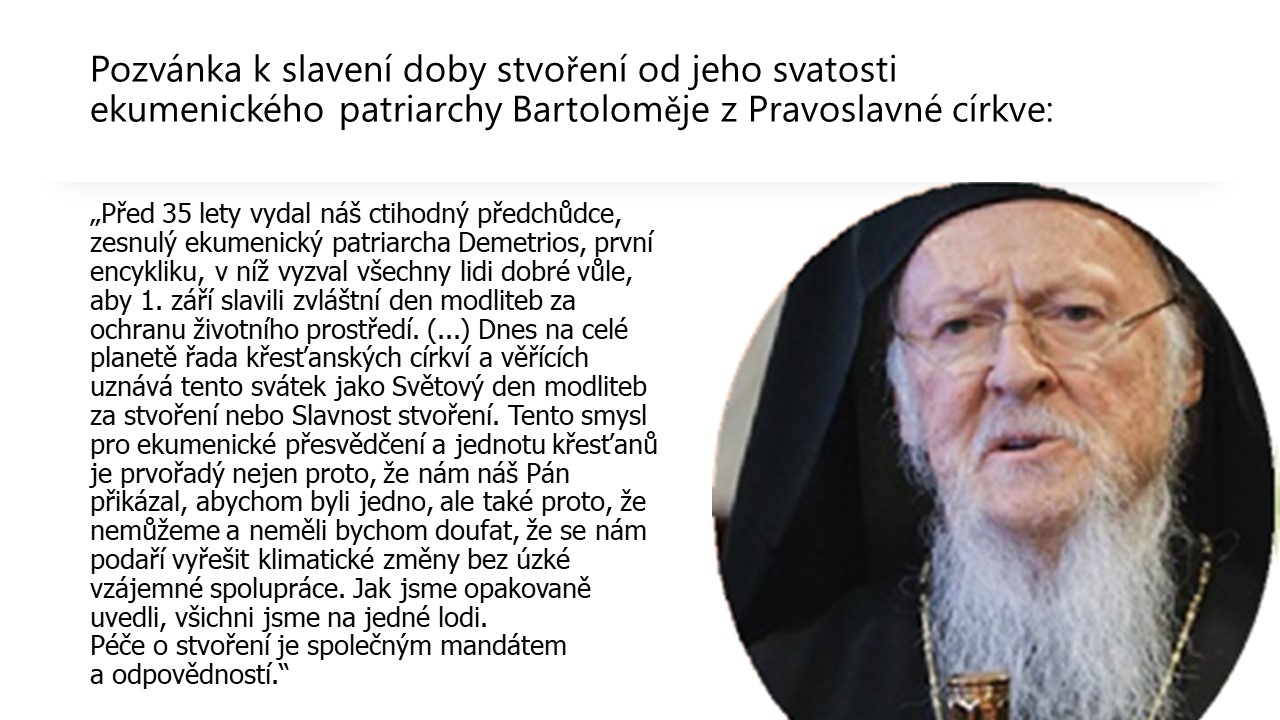 Pozvánka k slavení doby stvoření od jeho svatosti
ekumenického patriarchy Bartoloměje z Pravoslavné církve:
„Před 35 lety vydal náš ctihodný předchůdce,
zesnulý ekumenický patriarcha Demetrios, první
encykliku, v níž vyzval všechny lidi dobré vůle,
aby 1. září slavili zvláštní den modliteb za
ochranu životního prostředí. (...) Dnes na celé
planetě řada křesťanských církví a věřících
uznává tento svátek jako Světový den modliteb
za stvoření nebo Slavnost stvoření. Tento smysl
pro ekumenické přesvědčení a jednotu křesťanů
je prvořadý nejen proto, že nám náš Pán
přikázal, abychom byli jedno, ale také proto, že
nemůžeme a neměli bychom doufat, že se nám
podaří vyřešit klimatické změny bez úzké
vzájemné spolupráce. Jak jsme opakovaně
uvedli, všichni jsme na jedné lodi.
Péče o stvoření je společným mandátem
a odpovědností.“